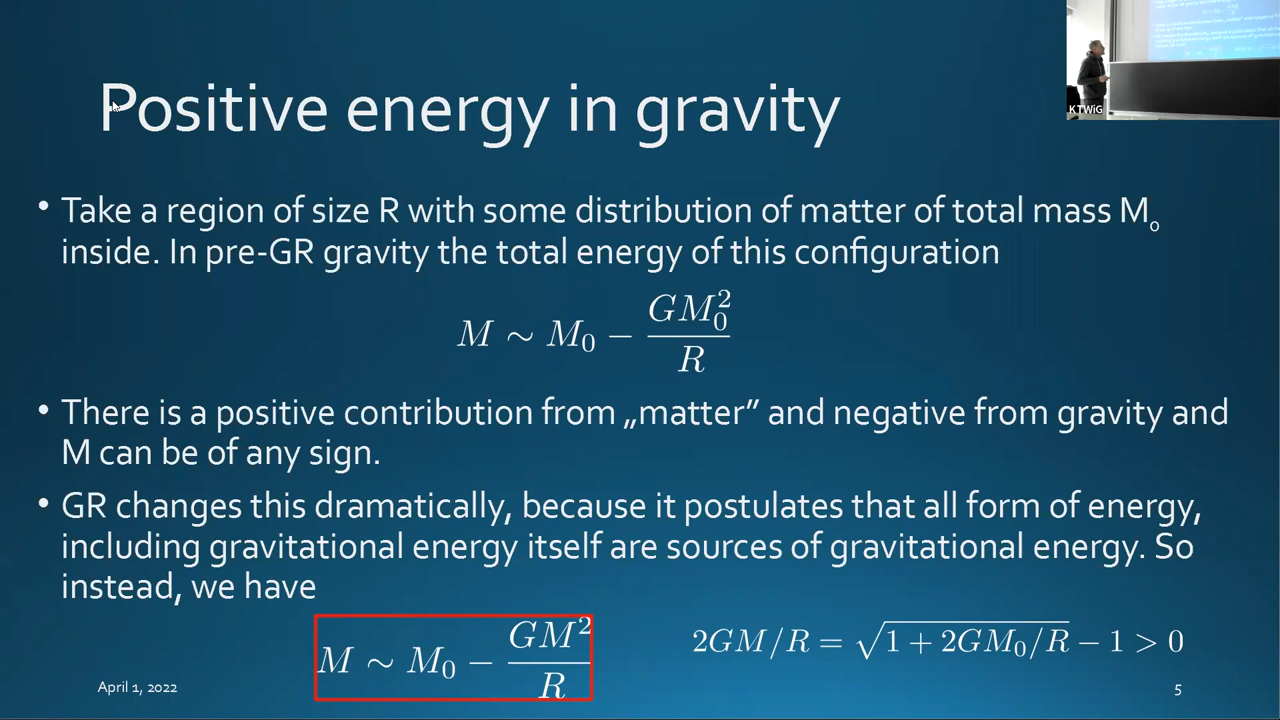 Positive energy in gravity
KTWiG
• Take a region of size R with some distribution of matter of total mass M₀
inside. In pre-GR gravity the total energy of this configuration
M ∼ M₀ − GM₀²/R
• There is a positive contribution from „matter” and negative from gravity and
M can be of any sign.
• GR changes this dramatically, because it postulates that all form of energy,
including gravitational energy itself are sources of gravitational energy. So
instead, we have
M ∼ M₀ − GM²/R
2GM/R = √(1 + 2GM₀/R) − 1 > 0
April 1, 2022
5